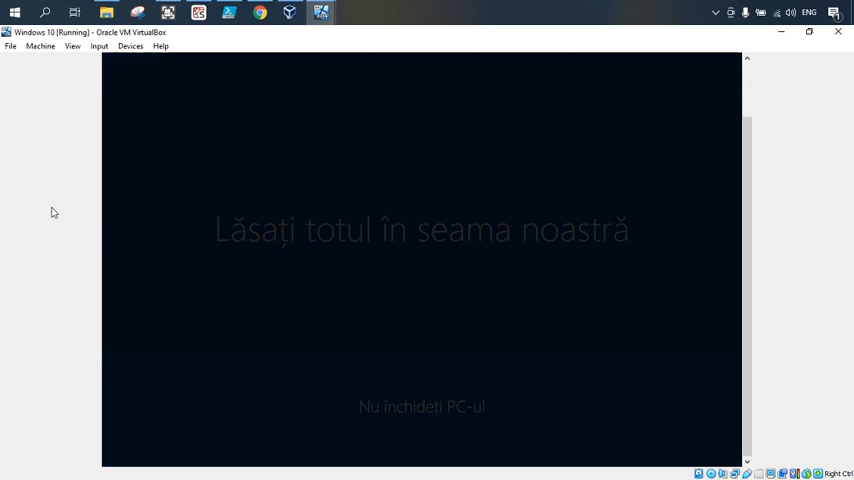 ENG
Windows 10 [Running] - Oracle VM VirtualBox
File Machine View Input Devices Help
Lăsați totul în seama noastră
Nu închideți PC-ul
Right Ctrl